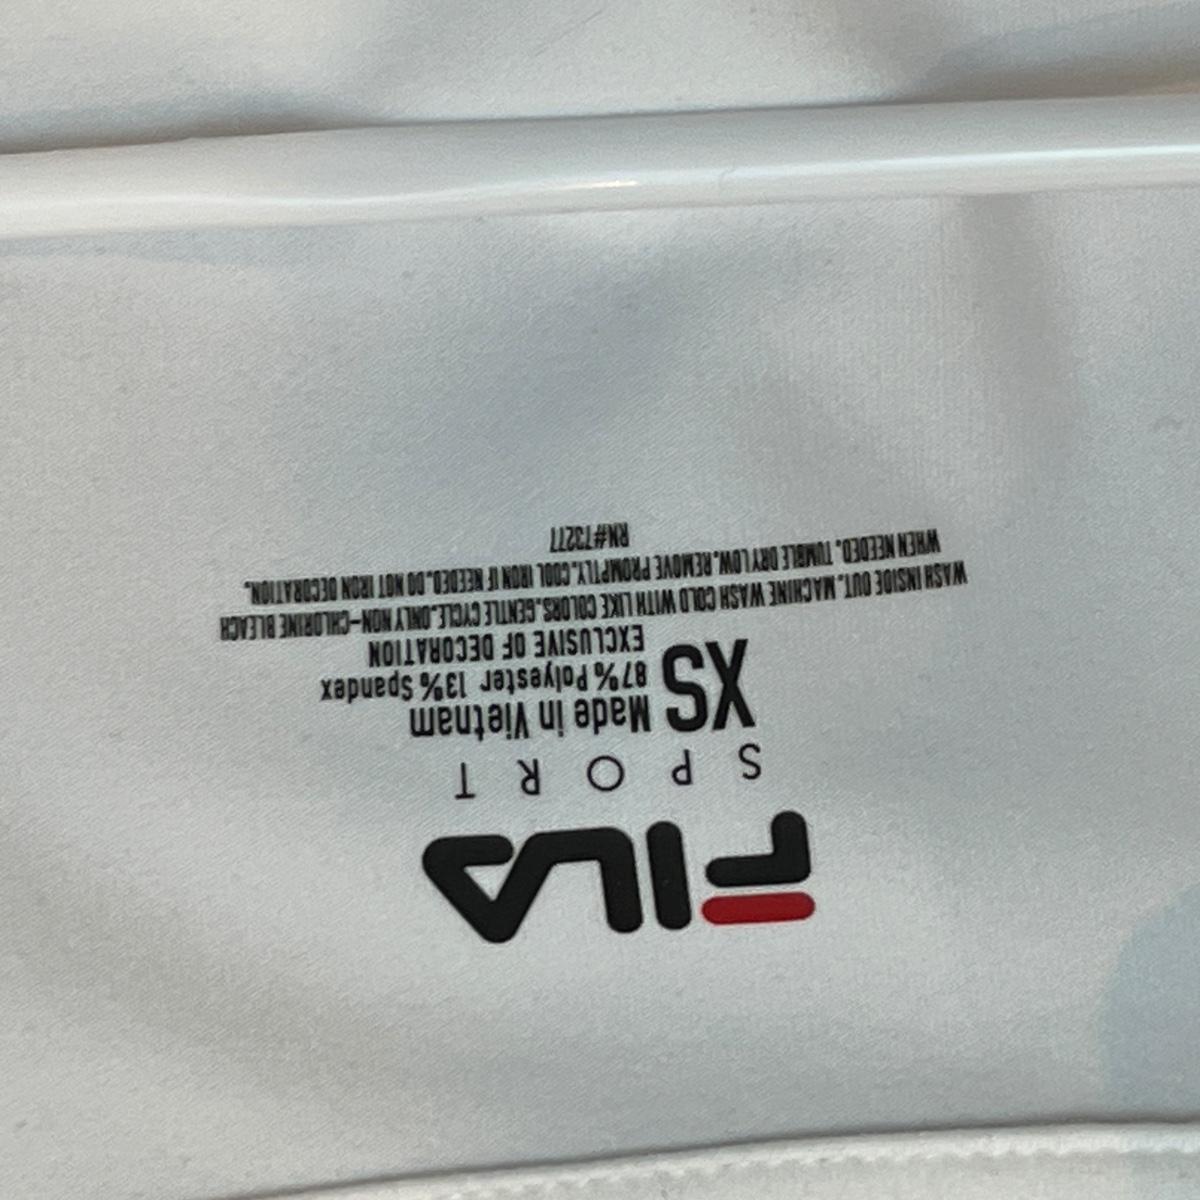 FILA
SPORT
XS
Made in Vietnam
87% Polyester 13% Spandex
EXCLUSIVE OF DECORATION
WASH INSIDE OUT. MACHINE WASH COLD WITH LIKE COLORS.GENTLE CYCLE.ONLY NON-CHLORINE BLEACH
WHEN NEEDED. TUMBLE DRY LOW.REMOVE PROMPTLY.COOL IRON IF NEEDED.DO NOT IRON DECORATION.
RN#73277